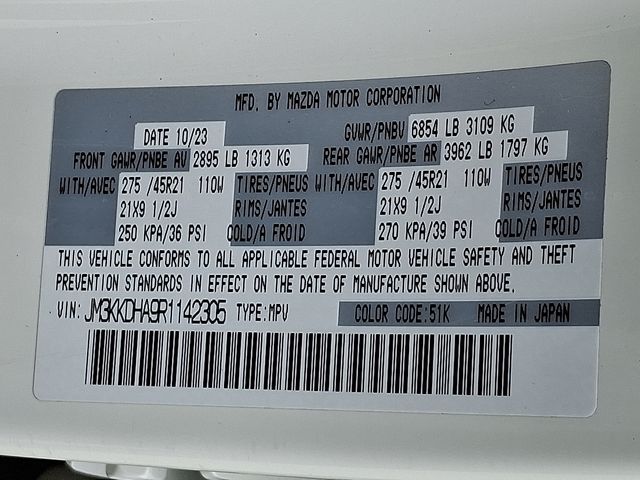 MFD. BY MAZDA MOTOR CORPORATION
DATE 10/23 GVWR/PNBV 6854 LB 3109 KG
FRONT GAWR/PNBE AV 2895 LB 1313 KG REAR GAWR/PNBE AR 3962 LB 1797 KG
WITH/AVEC 275 /45R21 110W TIRES/PNEUS WITH/AVEC 275 /45R21 110W TIRES/PNEUS
21X9 1/2J RIMS/JANTES 21X9 1/2J RIMS/JANTES
250 KPA/36 PSI COLD/A FROID 270 KPA/39 PSI COLD/A FROID
THIS VEHICLE CONFORMS TO ALL APPLICABLE FEDERAL MOTOR VEHICLE SAFETY AND THEFT
PREVENTION STANDARDS IN EFFECT ON THE DATE OF MANUFACTURE SHOWN ABOVE.
VIN: JM3KKDHA9R1142305 TYPE:MPV COLOR CODE:51K MADE IN JAPAN